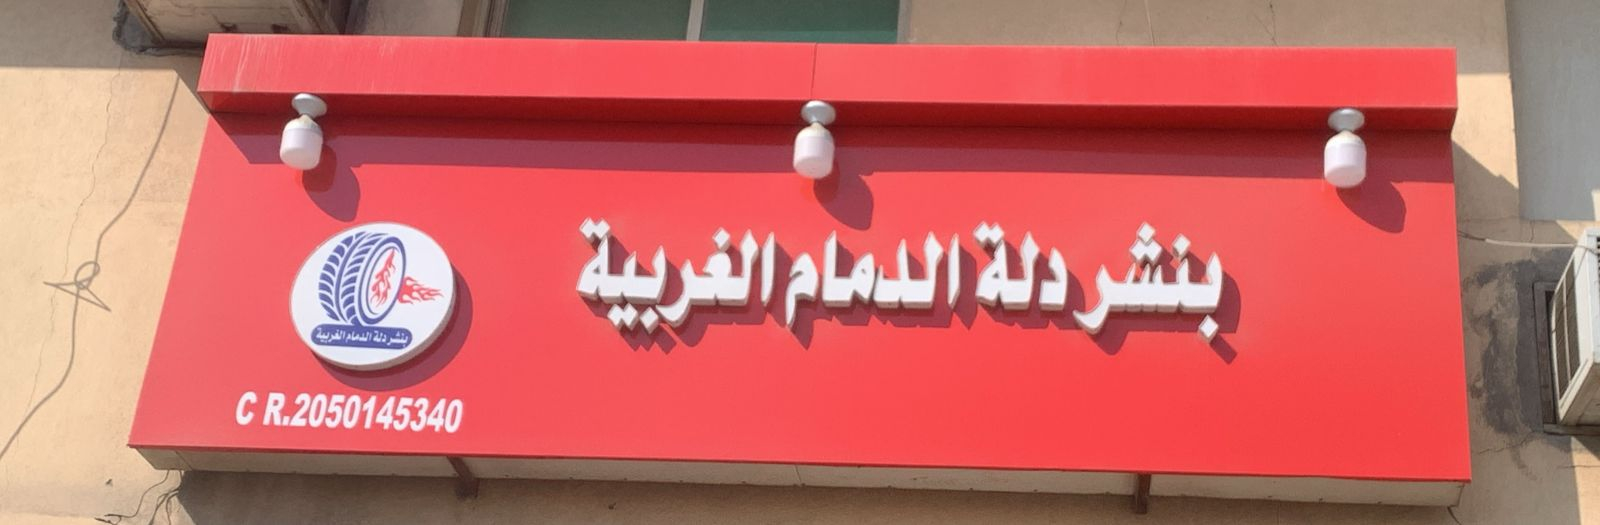 بنشر دلة الدمام الغربية
بنشر دلة الدمام الغربية
C R.2050145340